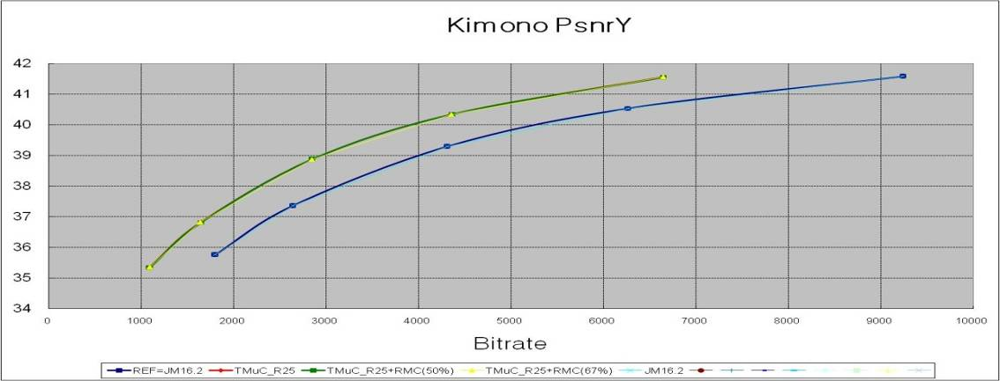 Kimono PsnrY
42
41
40
39
38
37
36
35
34
0 1000 2000 3000 4000 5000 6000 7000 8000 9000 10000
Bitrate
REF=JM16.2 TMuC_R25 TMuC_R25+RMC(50%) TMuC_R25+RMC(67%) JM16.2